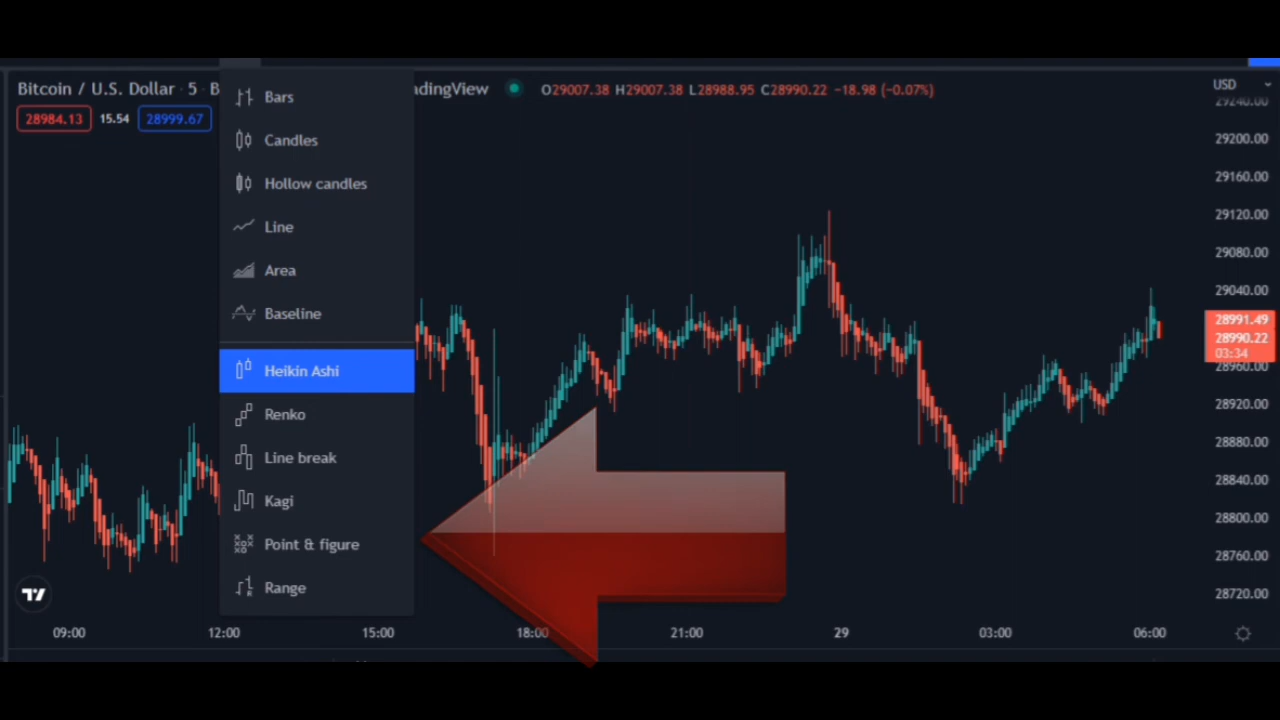 Bitcoin / U.S. Dollar · 5 · B
adingView
O29007.38 H29007.38 L28988.95 C28990.22 −18.98 (−0.07%)
USD
28984.13 15.54 28999.67
Bars
Candles
Hollow candles
Line
Area
Baseline
Heikin Ashi
Renko
Line break
Kagi
Point & figure
Range
29240.00
29200.00
29160.00
29120.00
29080.00
29040.00
28991.49
28990.22
03:34
28960.00
28920.00
28880.00
28840.00
28800.00
28760.00
28720.00
09:00 12:00 15:00 18:00 21:00 29 03:00 06:00